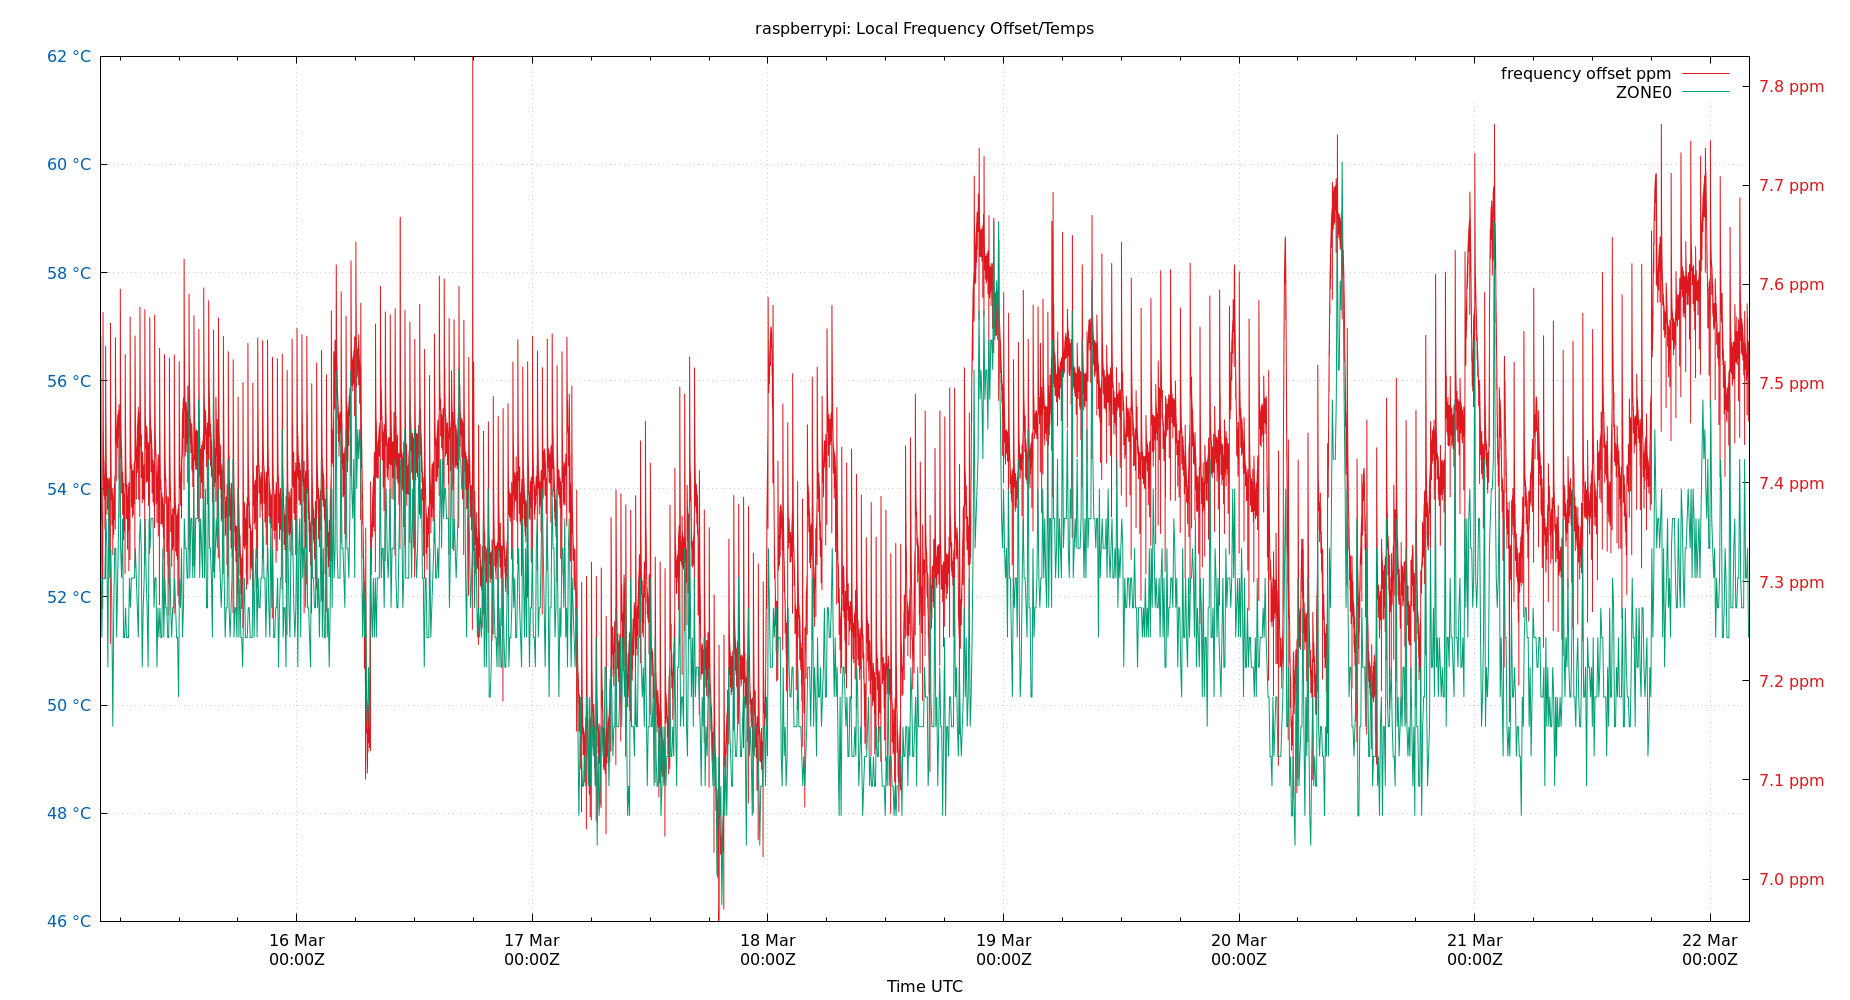 raspberrypi: Local Frequency Offset/Temps
62 °C
60 °C
58 °C
56 °C
54 °C
52 °C
50 °C
48 °C
46 °C
frequency offset ppm
ZONE0
7.8 ppm
7.7 ppm
7.6 ppm
7.5 ppm
7.4 ppm
7.3 ppm
7.2 ppm
7.1 ppm
7.0 ppm
16 Mar
00:00Z
17 Mar
00:00Z
18 Mar
00:00Z
19 Mar
00:00Z
20 Mar
00:00Z
21 Mar
00:00Z
22 Mar
00:00Z
Time UTC